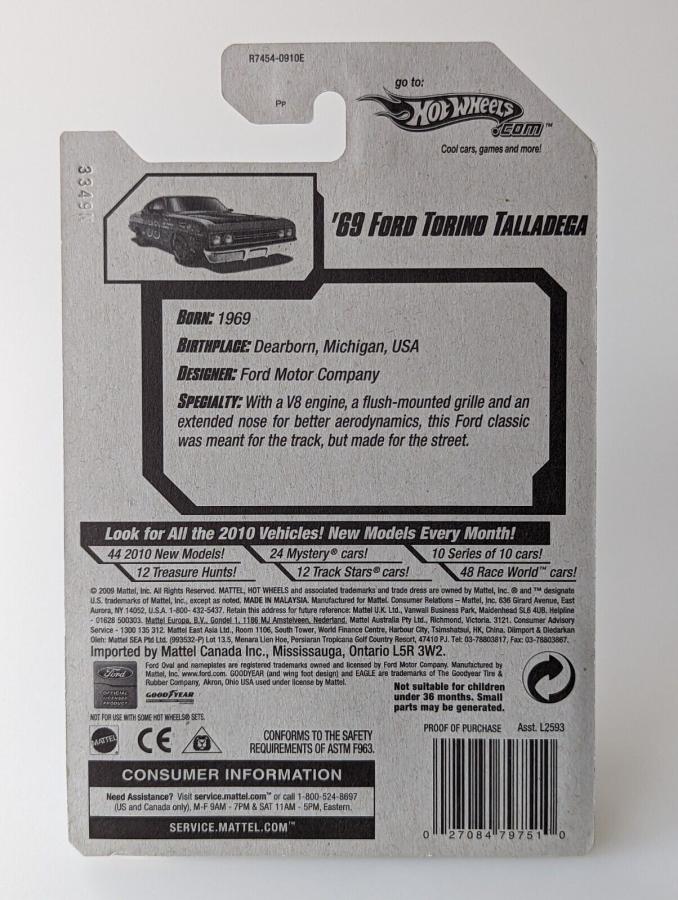 R7454-0910E
Pp
go to:
HOT WHEELS
.COM™
Cool cars, games and more!
'69 FORD TORINO TALLADEGA
BORN: 1969
BIRTHPLACE: Dearborn, Michigan, USA
DESIGNER: Ford Motor Company
SPECIALTY: With a V8 engine, a flush-mounted grille and an
extended nose for better aerodynamics, this Ford classic
was meant for the track, but made for the street.
Look for All the 2010 Vehicles! New Models Every Month!
44 2010 New Models! 24 Mystery® cars! 10 Series of 10 cars!
12 Treasure Hunts! 12 Track Stars® cars! 48 Race World™ cars!
© 2009 Mattel, Inc. All Rights Reserved. MATTEL, HOT WHEELS and associated trademarks and trade dress are owned by Mattel, Inc. ® and ™ designate
U.S. trademarks of Mattel, Inc., except as noted. MADE IN MALAYSIA. Manufactured for Mattel. Consumer Relations – Mattel, Inc. 636 Girard Avenue, East
Aurora, NY 14052, U.S.A. 1-800- 432-5437. Retain this address for future reference: Mattel U.K. Ltd., Vanwall Business Park, Maidenhead SL6 4UB. Helpline
- 01628 500303. Mattel Europa, B.V., Gondel 1, 1186 MJ Amstelveen, Nederland. Mattel Australia Pty Ltd., Richmond, Victoria. 3121. Consumer Advisory
Service - 1300 135 312. Mattel East Asia Ltd., Room 1106, South Tower, World Finance Centre, Harbour City, Tsimshatsui, HK, China. Diimport & Diedarkan
Oleh: Mattel SEA Ptd Ltd. (993532-P) Lot 13.5, Menara Lien Hoe, Persiaran Tropicana Golf Country Resort, 47410 PJ. Tel: 03-78803817, Fax: 03-78803867.
Imported by Mattel Canada Inc., Mississauga, Ontario L5R 3W2.
Ford
OFFICIAL
LICENSED
PRODUCT
Ford Oval and nameplates are registered trademarks owned and licensed by Ford Motor Company. Manufactured by
Mattel, Inc. www.ford.com. GOODYEAR (and wing foot design) and EAGLE are trademarks of The Goodyear Tire &
Rubber Company, Akron, Ohio USA used under license by Mattel.
GOODYEAR
Not suitable for children
under 36 months. Small
parts may be generated.
NOT FOR USE WITH SOME HOT WHEELS® SETS.
MATTEL
CE
CONFORMS TO THE SAFETY
REQUIREMENTS OF ASTM F963.
PROOF OF PURCHASE Asst. L2593
CONSUMER INFORMATION
Need Assistance? Visit service.mattel.com™ or call 1-800-524-8697
(US and Canada only), M-F 9AM - 7PM & SAT 11AM - 5PM, Eastern.
SERVICE.MATTEL.COM™
0 27084 79751 0